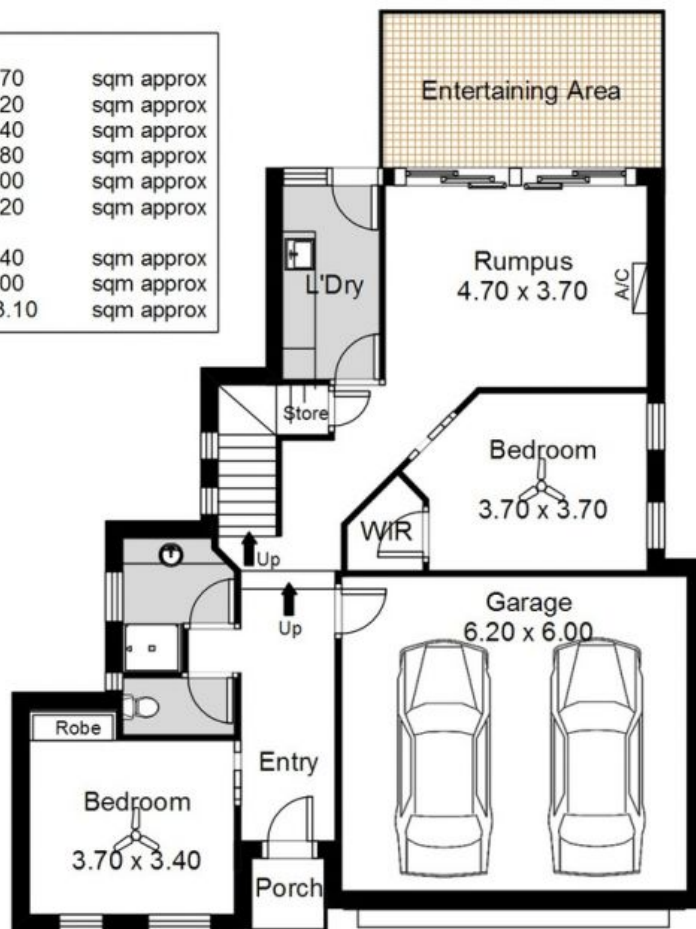 70 sqm approx
20 sqm approx
40 sqm approx
80 sqm approx
00 sqm approx
20 sqm approx
40 sqm approx
00 sqm approx
3.10 sqm approx
Entertaining Area
Rumpus
4.70 x 3.70
A/C
L'Dry
Store
Bedroom
3.70 x 3.70
WIR
Up
Up
Garage
6.20 x 6.00
Robe
Entry
Bedroom
3.70 x 3.40
Porch